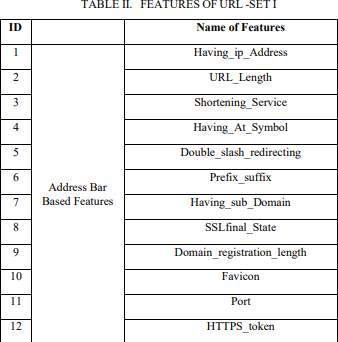 TABLE II. FEATURES OF URL -SET I
ID Name of Features
1 Having_ip_Address
2 URL_Length
3 Shortening_Service
4 Having_At_Symbol
5 Double_slash_redirecting
6 Prefix_suffix
Address Bar
Based Features
7 Having_sub_Domain
8 SSLfinal_State
9 Domain_registration_length
10 Favicon
11 Port
12 HTTPS_token